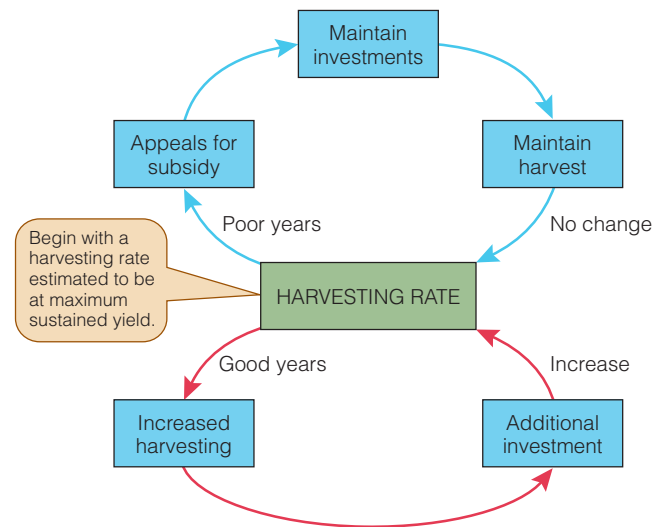 Maintain
investments
Appeals for
subsidy
Maintain
harvest
Poor years
No change
Begin with a
harvesting rate
estimated to be
at maximum
sustained yield.
HARVESTING RATE
Good years
Increase
Increased
harvesting
Additional
investment